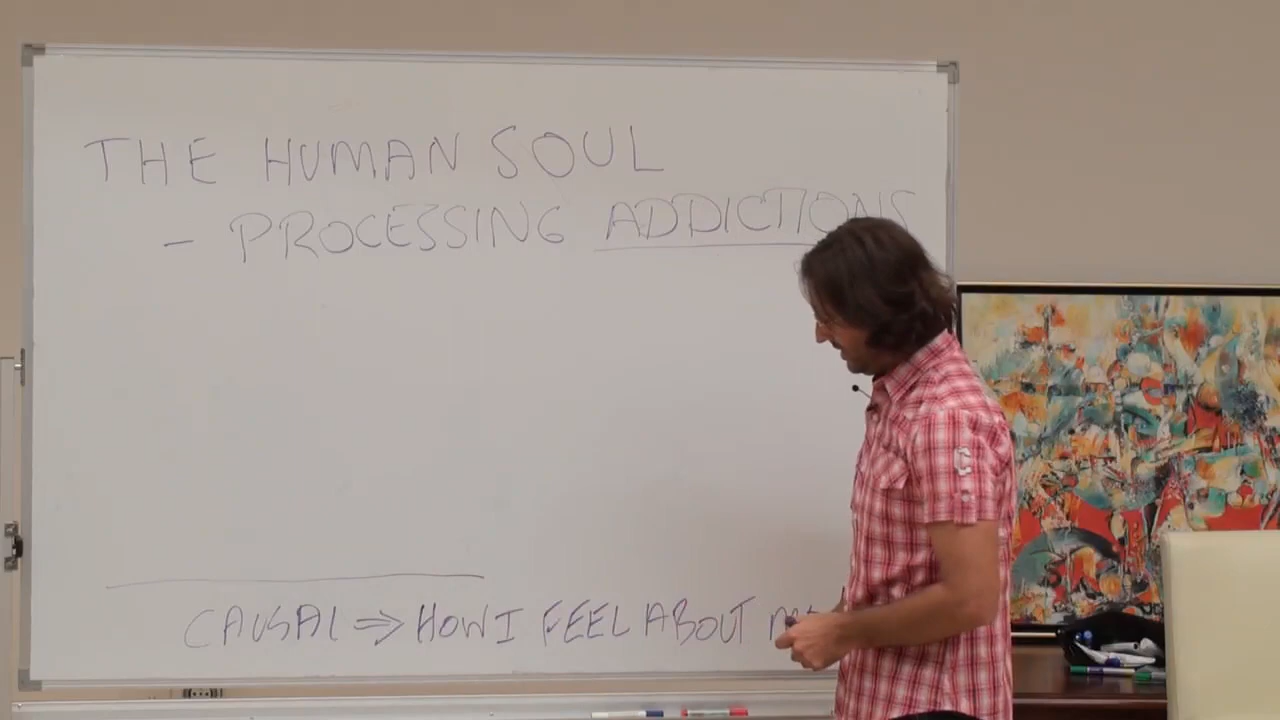 THE HUMAN SOUL
- PROCESSING ADDICTIONS
CAUSAL ⇒ HOW I FEEL ABOUT